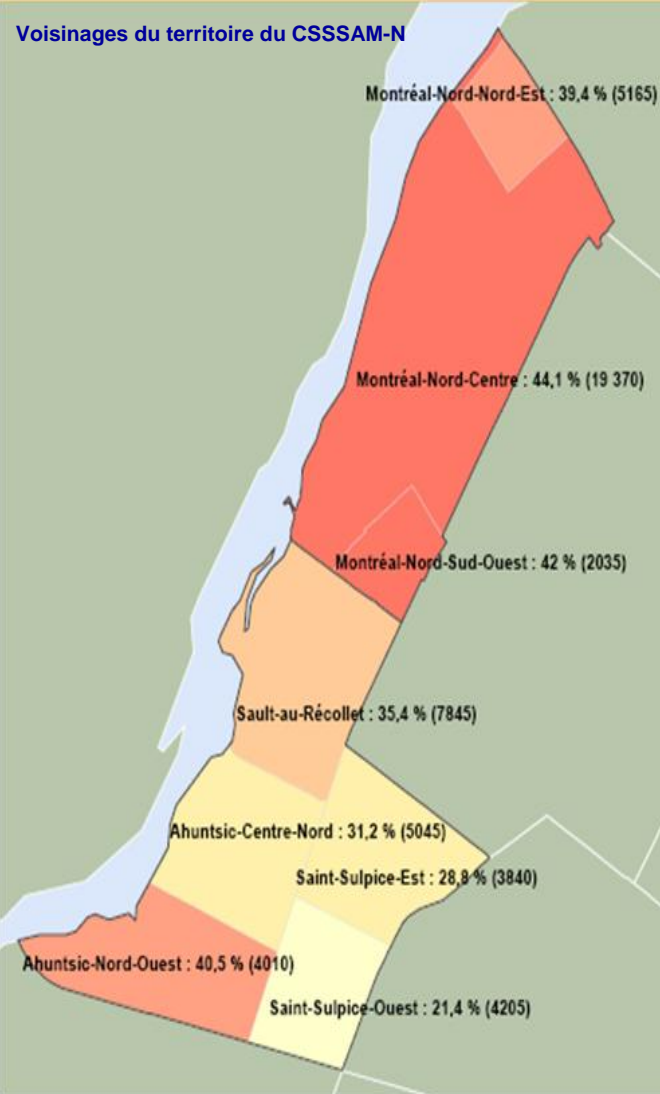 Voisinages du territoire du CSSSAM-N
Montréal-Nord-Nord-Est : 39,4 % (5165)
Montréal-Nord-Centre : 44,1 % (19 370)
Montréal-Nord-Sud-Ouest : 42 % (2035)
Sault-au-Récollet : 35,4 % (7845)
Ahuntsic-Centre-Nord : 31,2 % (5045)
Saint-Sulpice-Est : 28,8 % (3840)
Ahuntsic-Nord-Ouest : 40,5 % (4010)
Saint-Sulpice-Ouest : 21,4 % (4205)